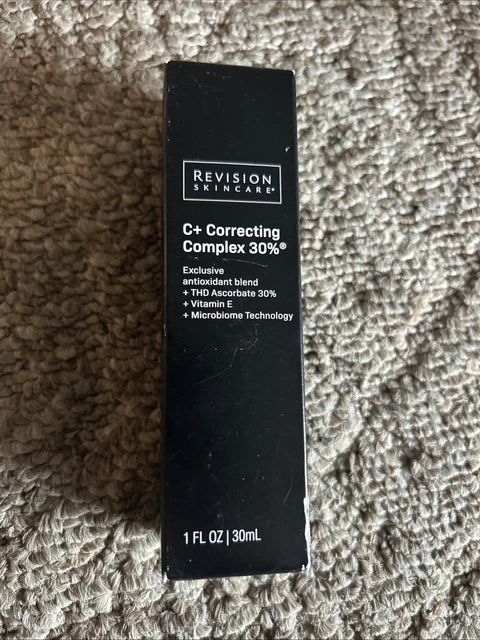 REVISION
SKINCARE®
C+ Correcting
Complex 30%®
Exclusive
antioxidant blend
+ THD Ascorbate 30%
+ Vitamin E
+ Microbiome Technology
1 FL OZ | 30mL